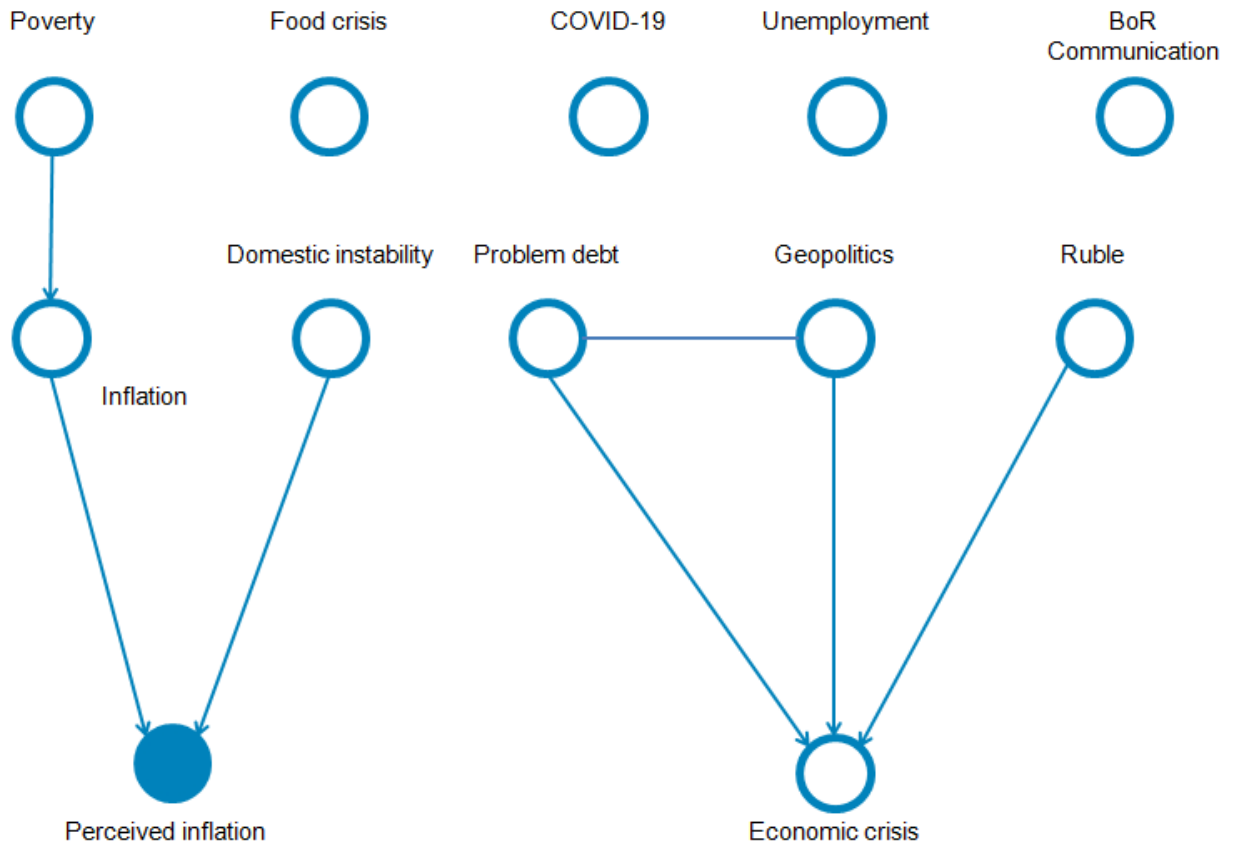 Poverty
Food crisis
COVID-19
Unemployment
BoR
Communication
Domestic instability
Problem debt
Geopolitics
Ruble
Inflation
Perceived inflation
Economic crisis